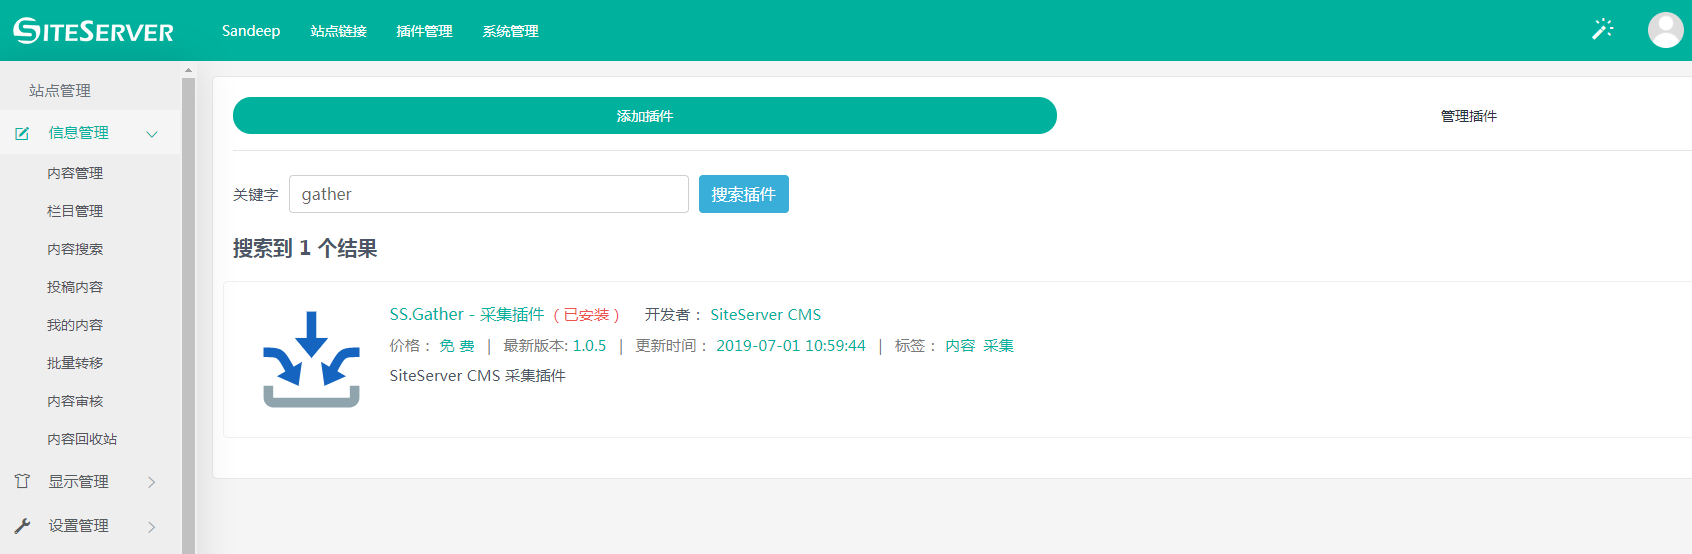 SITESERVER Sandeep 站点链接 插件管理 系统管理
站点管理
信息管理
内容管理
栏目管理
内容搜索
投稿内容
我的内容
批量转移
内容审核
内容回收站
显示管理
设置管理
添加插件 管理插件
关键字 gather 搜索插件
搜索到 1 个结果
SS.Gather - 采集插件 ( 已安装 ) 开发者： SiteServer CMS
价格： 免 费 | 最新版本: 1.0.5 | 更新时间： 2019-07-01 10:59:44 | 标签： 内容 采集
SiteServer CMS 采集插件